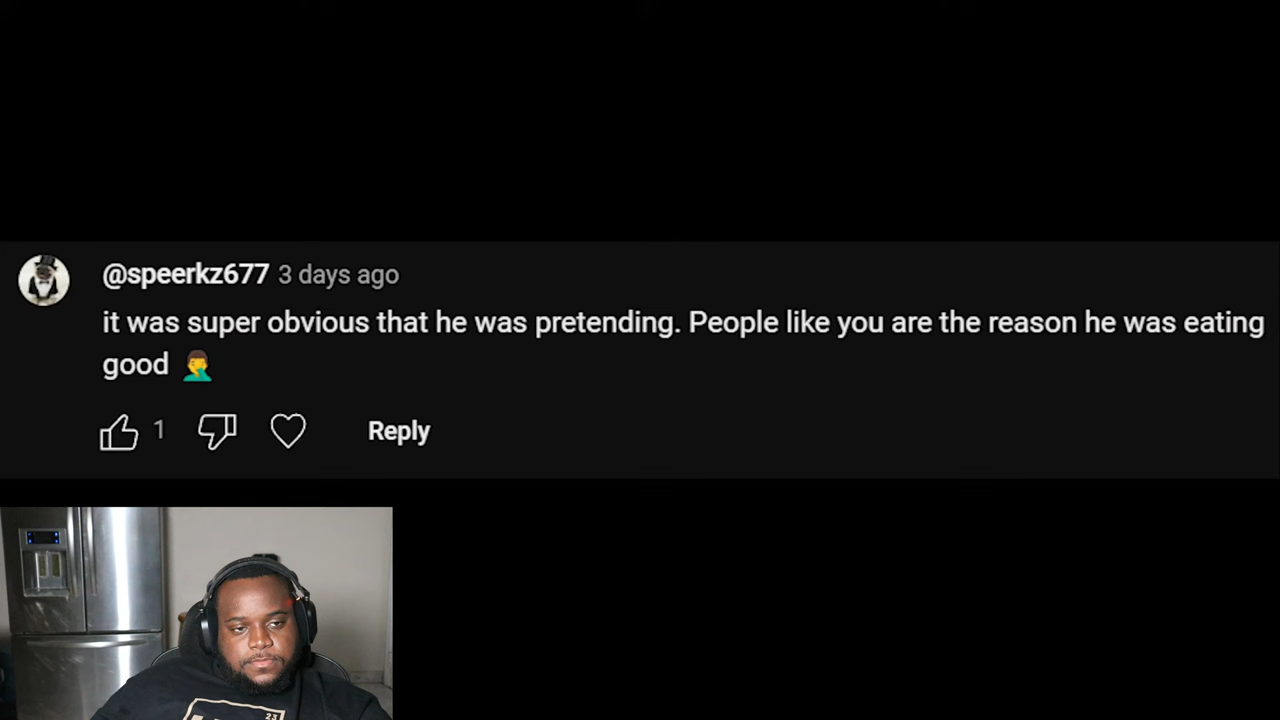 @speerkz677 3 days ago
it was super obvious that he was pretending. People like you are the reason he was eating
good 🤦‍♂️
1 Reply
23